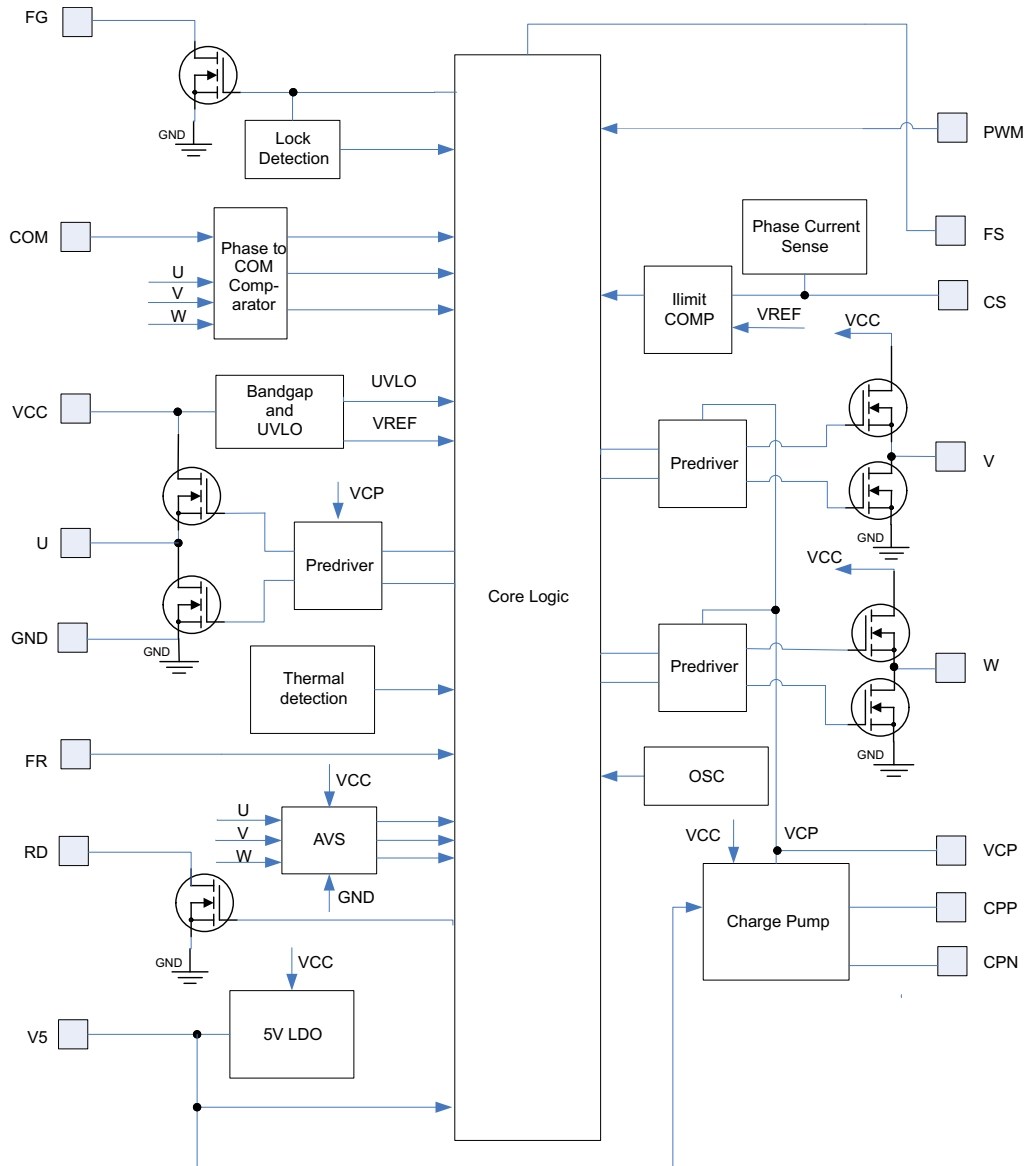 FG
GND
Lock
Detection
COM
U
V
W
Phase to
COM
Comp-
arator
VCC
Bandgap
and
UVLO
UVLO
VREF
VCP
U
Predriver
GND
GND
Thermal
detection
FR
VCC
U
V
W
AVS
GND
RD
GND
VCC
V5
5V LDO
Core Logic
PWM
Phase Current
Sense
FS
Ilimit
COMP
CS
VREF
VCC
Predriver
V
GND
VCC
Predriver
W
GND
OSC
VCC
VCP
VCP
Charge Pump
CPP
CPN